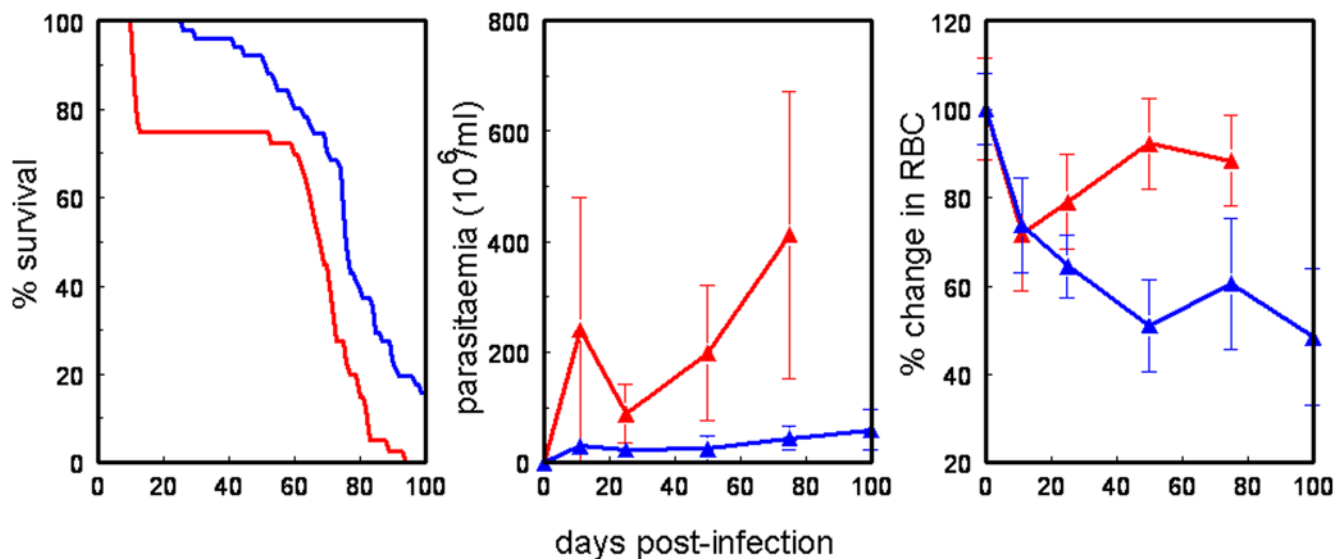 % survival
100
80
60
40
20
0
0 20 40 60 80 100
parasitaemia (10⁶/ml)
800
600
400
200
0
0 20 40 60 80 100
% change in RBC
120
100
80
60
40
20
0 20 40 60 80 100
days post-infection